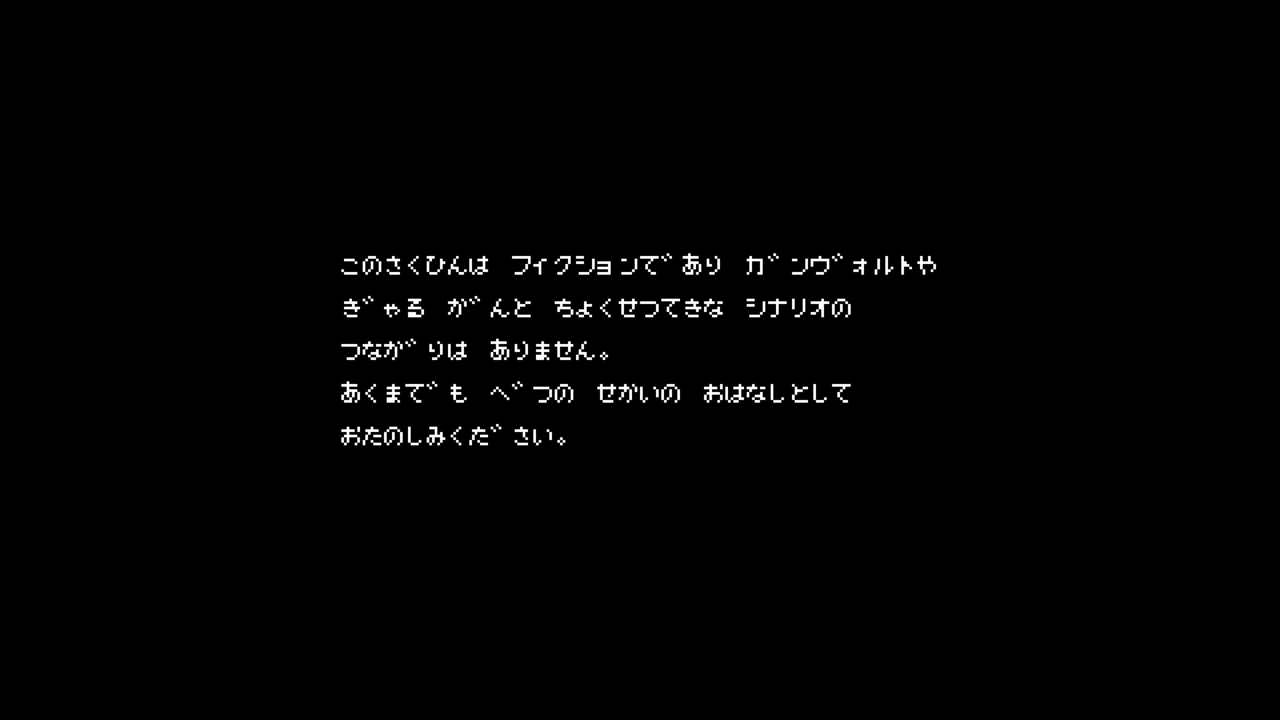 このさくひんは フィクションであり ガンヴォルトや
ぎゃる がんと ちょくせつてきな シナリオの
つながりは ありません。
あくまでも べつの せかいの おはなしとして
おたのしみください。